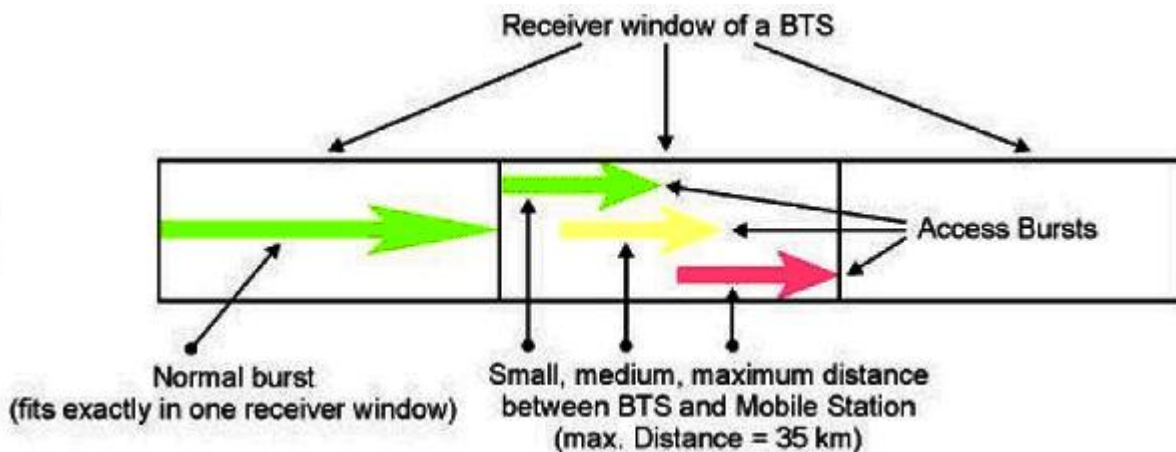 Receiver window of a BTS
Access Bursts
Normal burst
(fits exactly in one receiver window)
Small, medium, maximum distance
between BTS and Mobile Station
(max. Distance = 35 km)